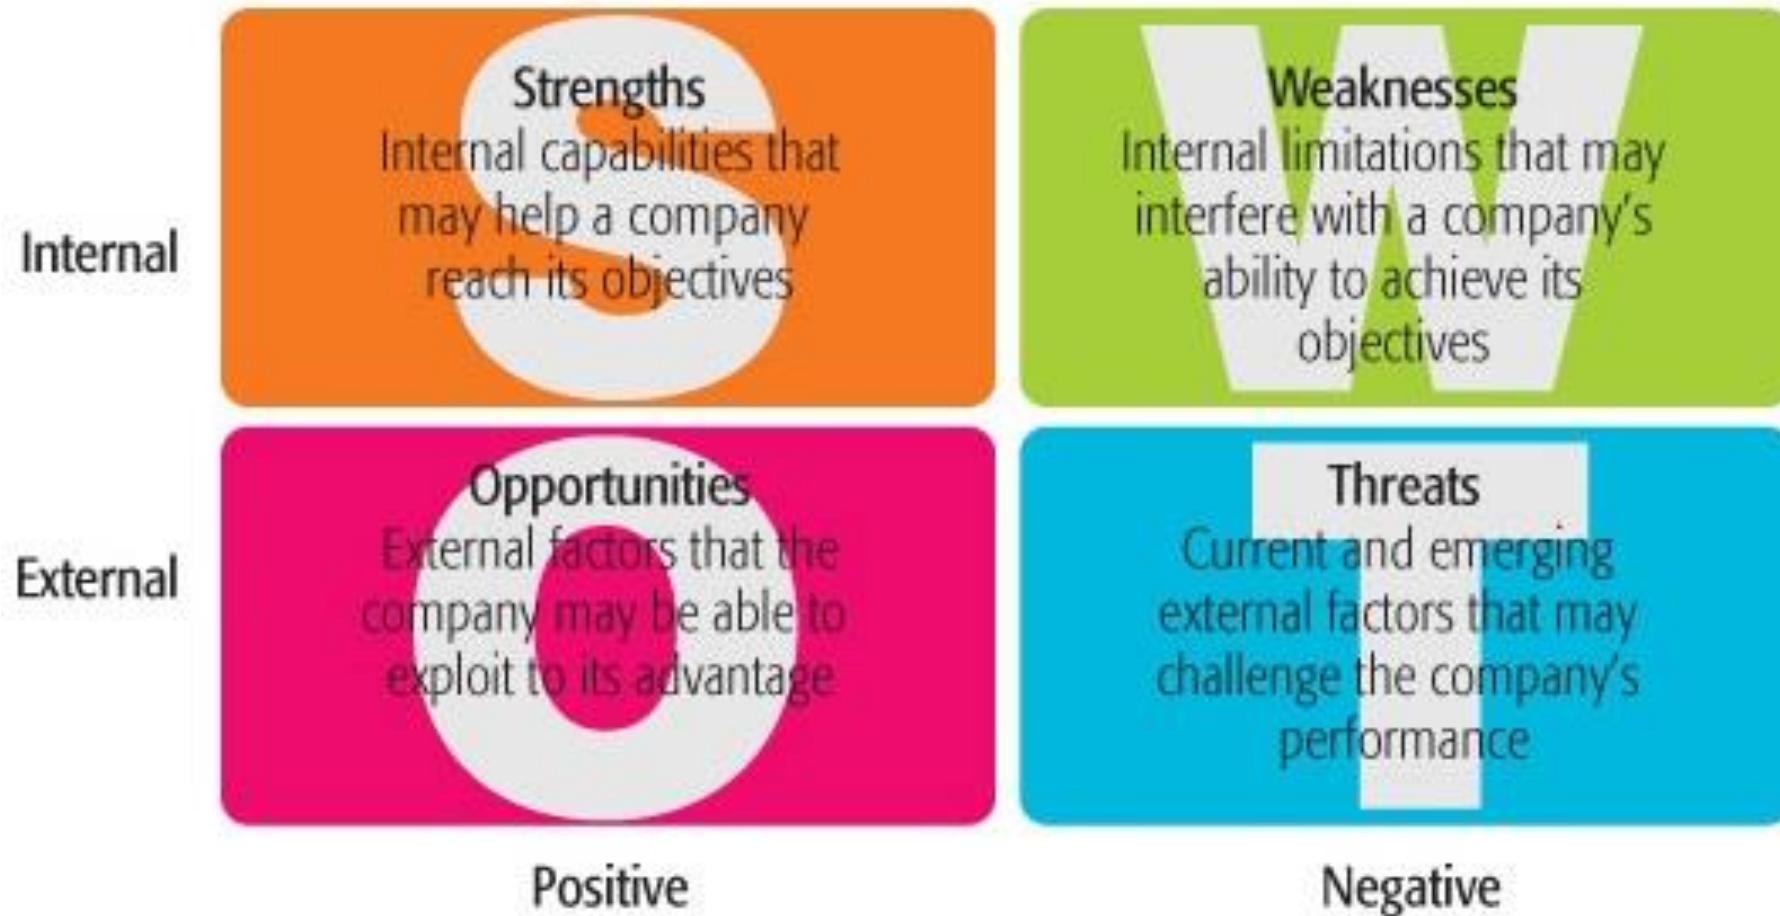 S
Strengths
Internal capabilities that
may help a company
reach its objectives
W
Weaknesses
Internal limitations that may
interfere with a company's
ability to achieve its
objectives
Internal
O
Opportunities
External factors that the
company may be able to
exploit to its advantage
T
Threats
Current and emerging
external factors that may
challenge the company's
performance
External
Positive
Negative